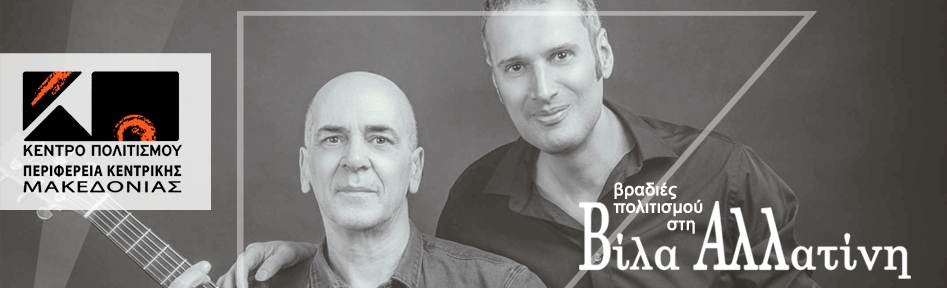 ΚΕΝΤΡΟ ΠΟΛΙΤΙΣΜΟΥ
ΠΕΡΙΦΕΡΕΙΑ ΚΕΝΤΡΙΚΗΣ
ΜΑΚΕΔΟΝΙΑΣ
βραδιές
πολιτισμού
στη
Βίλα Αλλατίνη